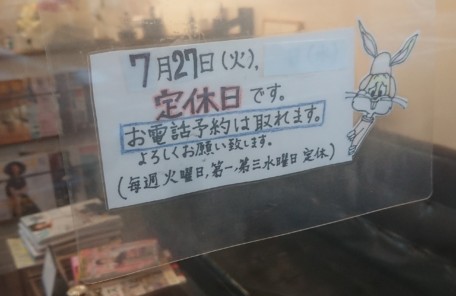 7月27日(火)、
定休日です。
お電話予約は取れます。
よろしくお願い致します。
(毎週火曜日,第一,第三水曜日 定休)